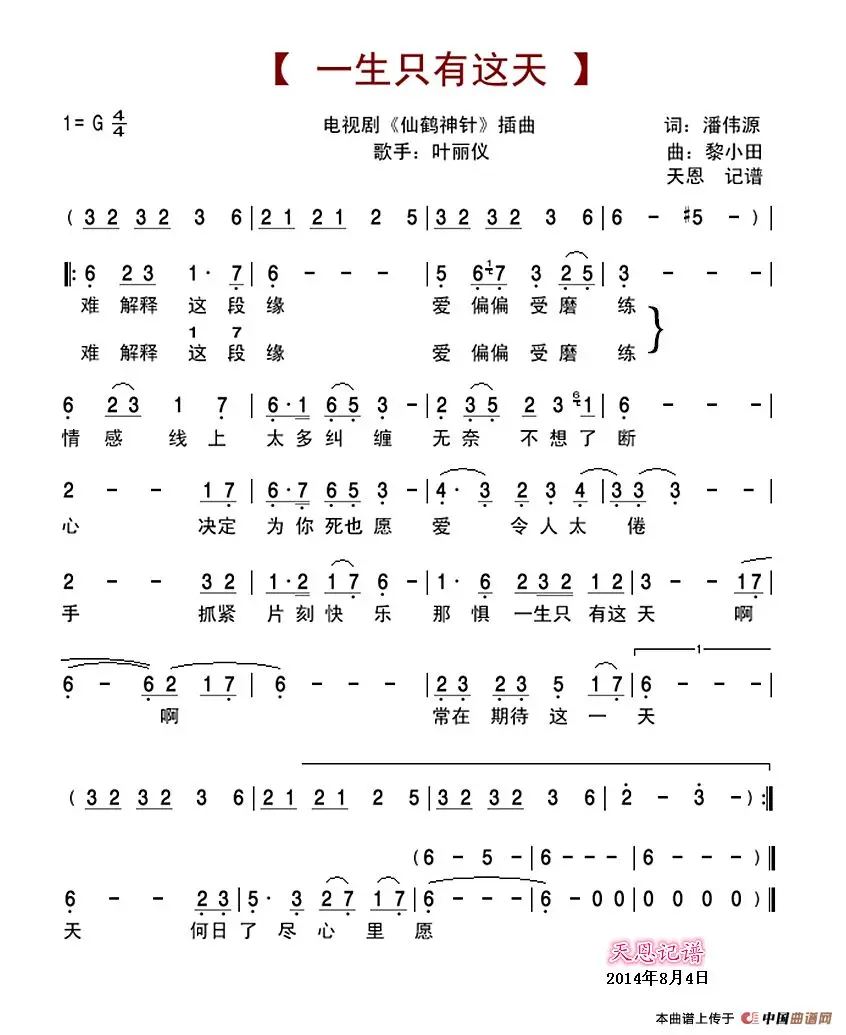 【 一生只有这天 】
1= G 4/4
电视剧《仙鹤神针》插曲
词：潘伟源
歌手：叶丽仪
曲：黎小田
天恩 记谱
( 3 2 3 2 3 6 | 2 1 2 1 2 5 | 3 2 3 2 3 6 | 6 - #5 - ) |
‖: 6 2 3 1· 7 | 6 - - - | 5 6 1 7 3 2 5 | 3 - - - |
难 解释 这 段 缘 爱 偏偏 受 磨 练
1 7
难 解释 这 段 缘 爱 偏偏 受 磨 练
6 2 3 1 7 | 6· 1 6 5 3 - | 2 3 5 2 3 6 1 | 6 - - - |
情 感 线 上 太 多 纠 缠 无 奈 不 想 了 断
2 - - 1 7 | 6· 7 6 5 3 - | 4· 3 2 3 4 | 3 3 3 - - |
心 决定 为 你 死也 愿 爱 令 人 太 倦
2 - - 3 2 | 1· 2 1 7 6 - | 1· 6 2 3 2 1 2 | 3 - - 1 7 |
手 抓紧 片 刻 快 乐 那 惧 一生只 有这 天 啊
1
6 - 6 2 1 7 | 6 - - - | 2 3 2 3 5 1 7 | 6 - - - |
啊 常在 期待 这 一 天
( 3 2 3 2 3 6 | 2 1 2 1 2 5 | 3 2 3 2 3 6 | 2 - 3 - ) :‖
( 6 - 5 - | 6 - - - | 6 - - - ) ‖
6 - - 2 3 | 5· 3 2 7 1 7 | 6 - - - | 6 - 0 0 | 0 0 0 0 ‖
天 何日 了 尽 心 里 愿
天恩记谱
2014年8月4日
本曲谱上传于 中国曲谱网